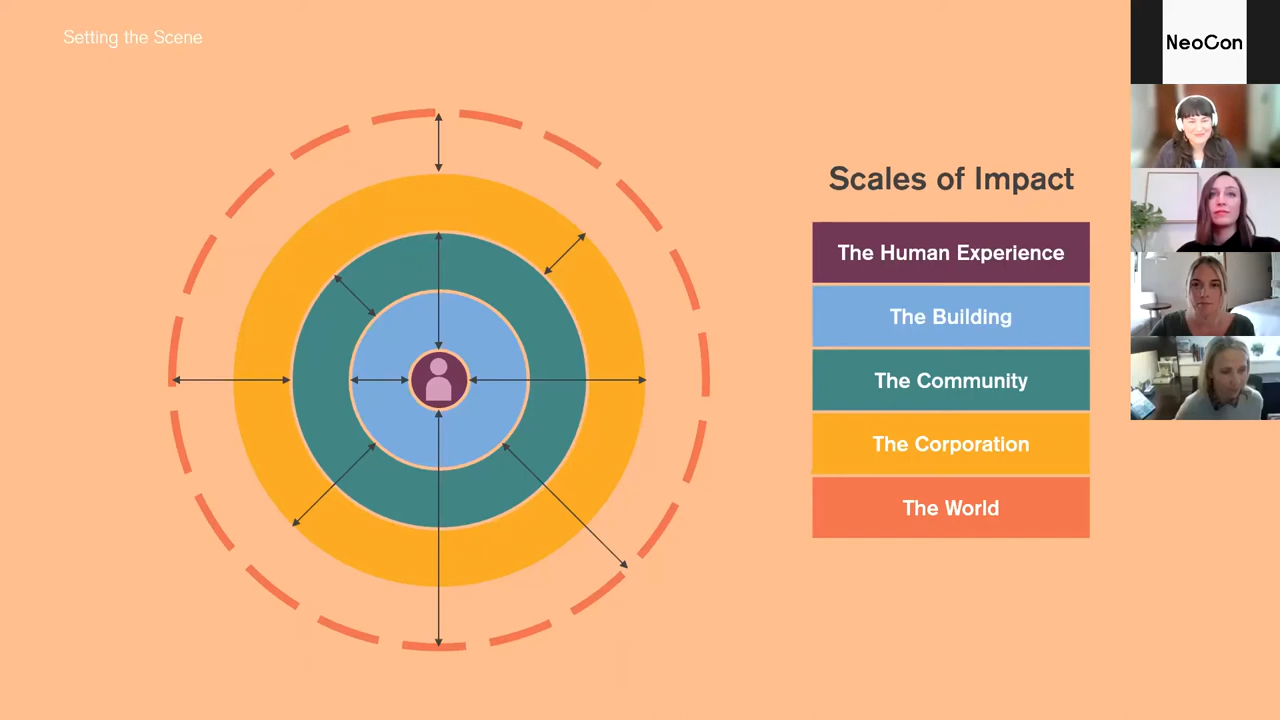 Setting the Scene
NeoCon
Scales of Impact
The Human Experience
The Building
The Community
The Corporation
The World